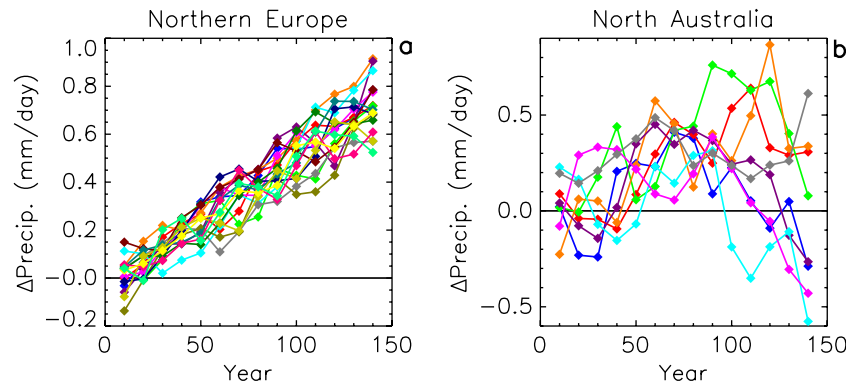 Northern Europe
a
ΔPrecip. (mm/day)
1.0
0.8
0.6
0.4
0.2
-0.0
-0.2
0
50
100
150
Year
North Australia
b
ΔPrecip. (mm/day)
0.5
0.0
-0.5
0
50
100
150
Year